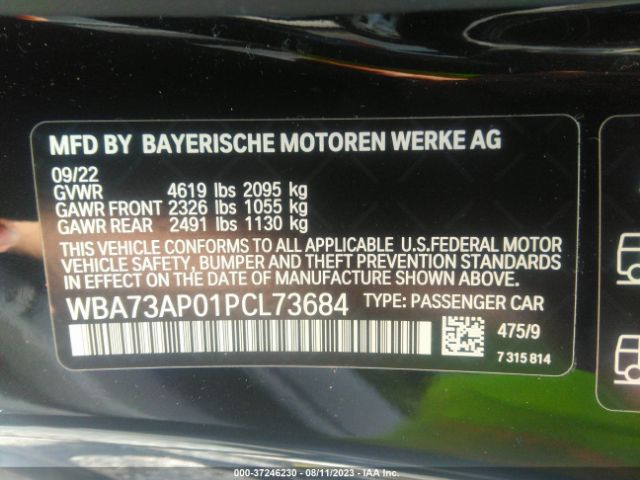 MFD BY BAYERISCHE MOTOREN WERKE AG
09/22
GVWR 4619 lbs 2095 kg
GAWR FRONT 2326 lbs 1055 kg
GAWR REAR 2491 lbs 1130 kg
THIS VEHICLE CONFORMS TO ALL APPLICABLE U.S.FEDERAL MOTOR
VEHICLE SAFETY, BUMPER AND THEFT PREVENTION STANDARDS
IN EFFECT ON THE DATE OF MANUFACTURE SHOWN ABOVE.
WBA73AP01PCL73684 TYPE: PASSENGER CAR
475/9
7 315 814
000-37246230 - 08/11/2023 - IAA Inc.